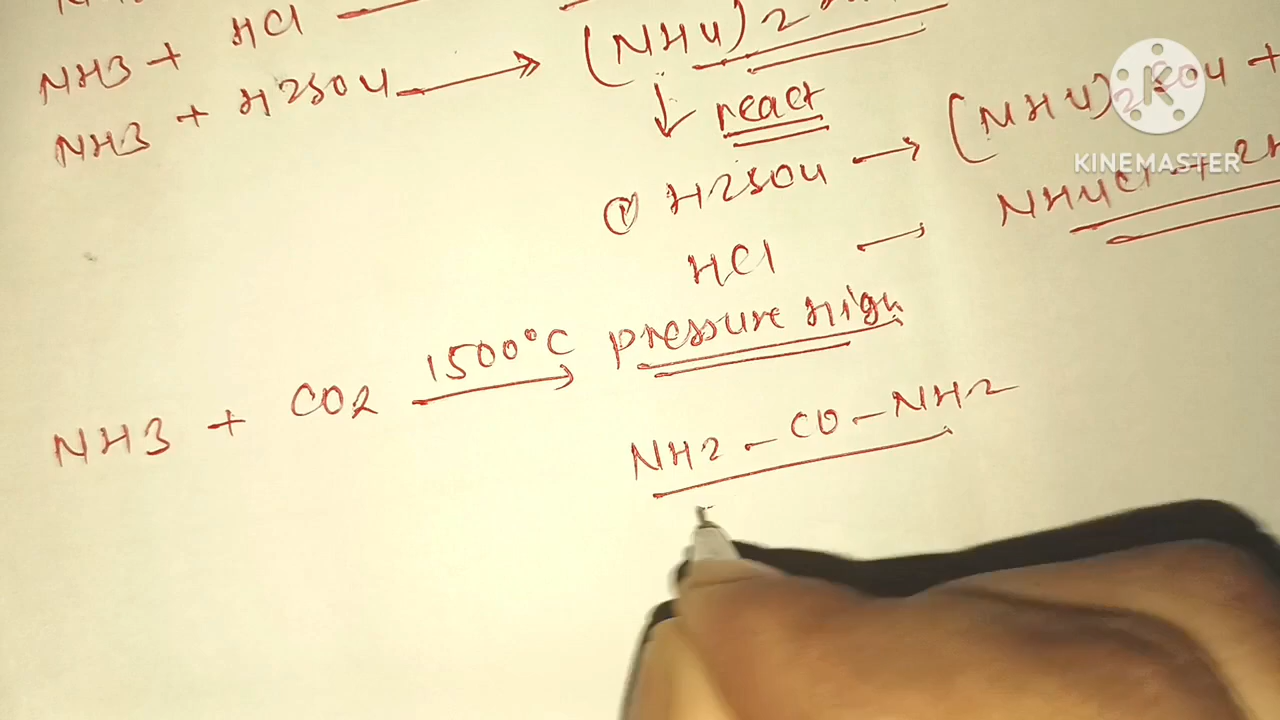 NH3 + HCl
NH3 + H2SO4 (NH4)2
react
H2SO4 (NH4)2SO4 +
HCl NH4Cl +
1500°C pressure High
NH3 + CO2
NH2 - CO - NH2
KINEMASTER